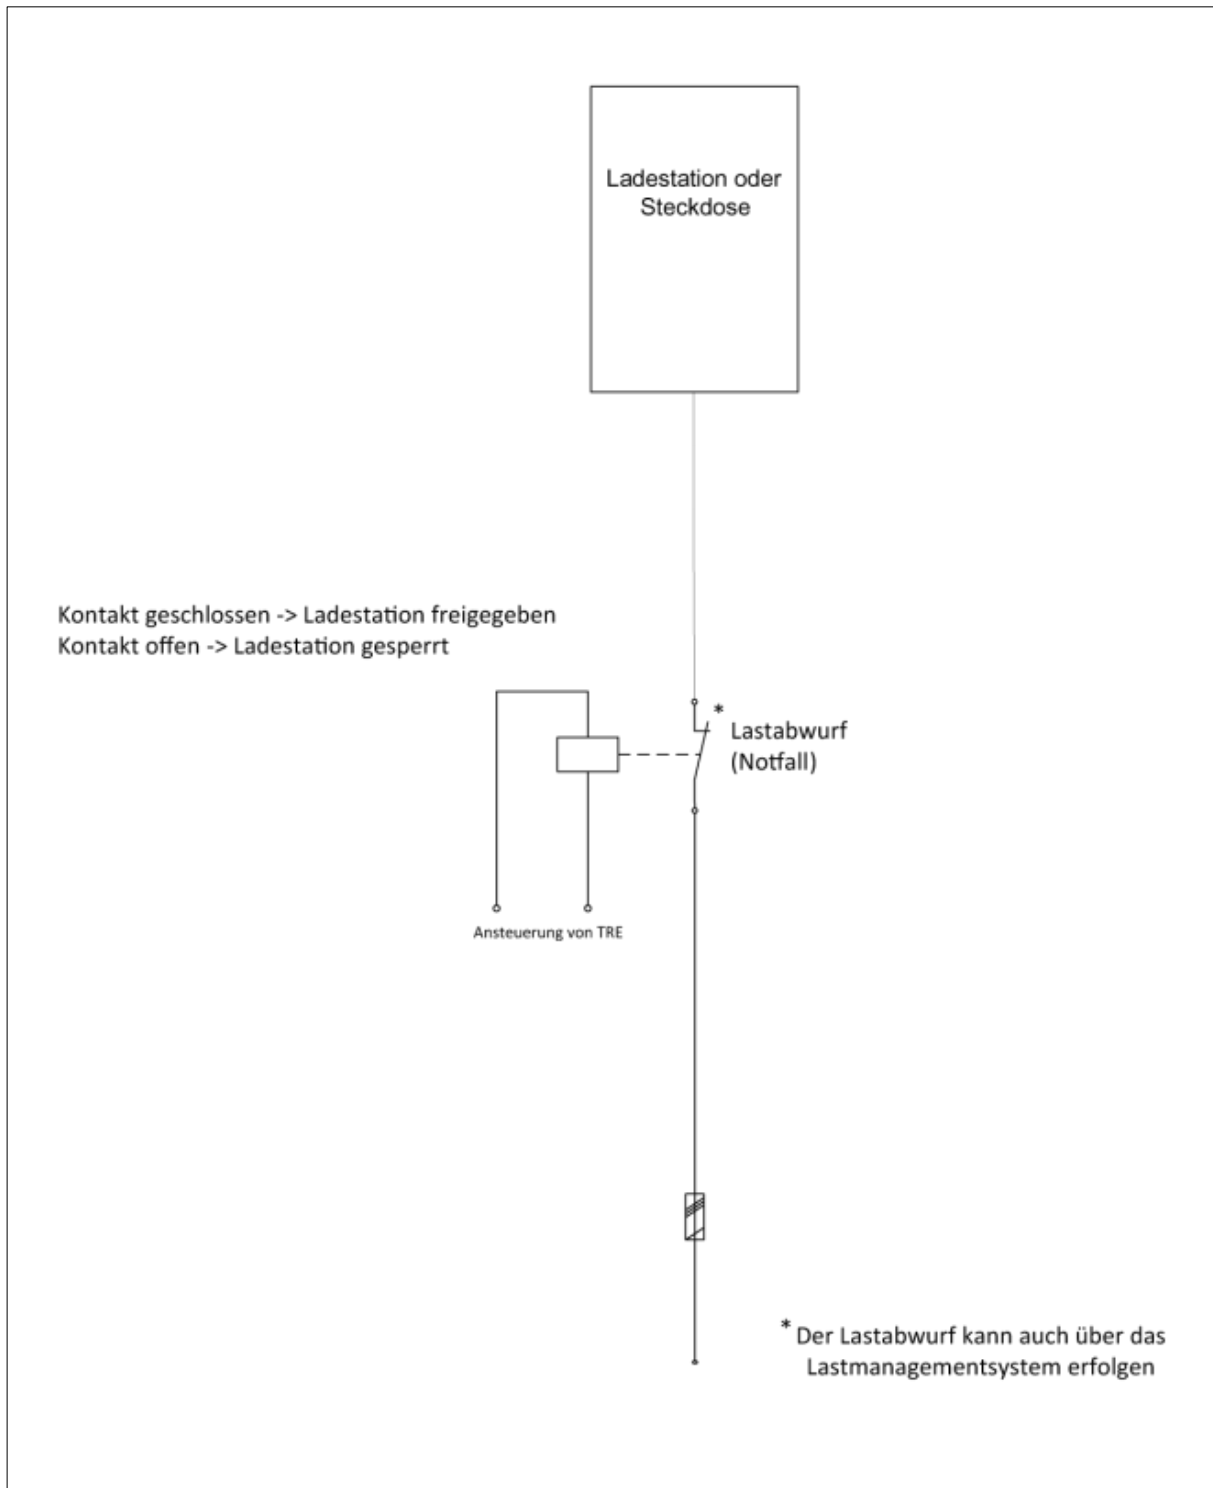 Ladestation oder
Steckdose
Kontakt geschlossen -> Ladestation freigegeben
Kontakt offen -> Ladestation gesperrt
*
Lastabwurf
(Notfall)
Ansteuerung von TRE
* Der Lastabwurf kann auch über das
Lastmanagementsystem erfolgen